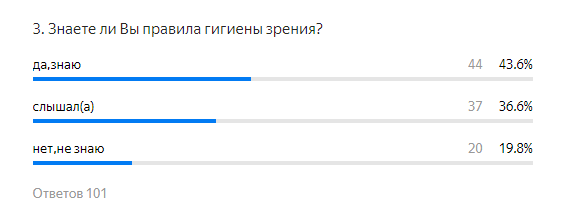 3. Знаете ли Вы правила гигиены зрения?
да,знаю 44 43.6%
слышал(а) 37 36.6%
нет,не знаю 20 19.8%
Ответов 101